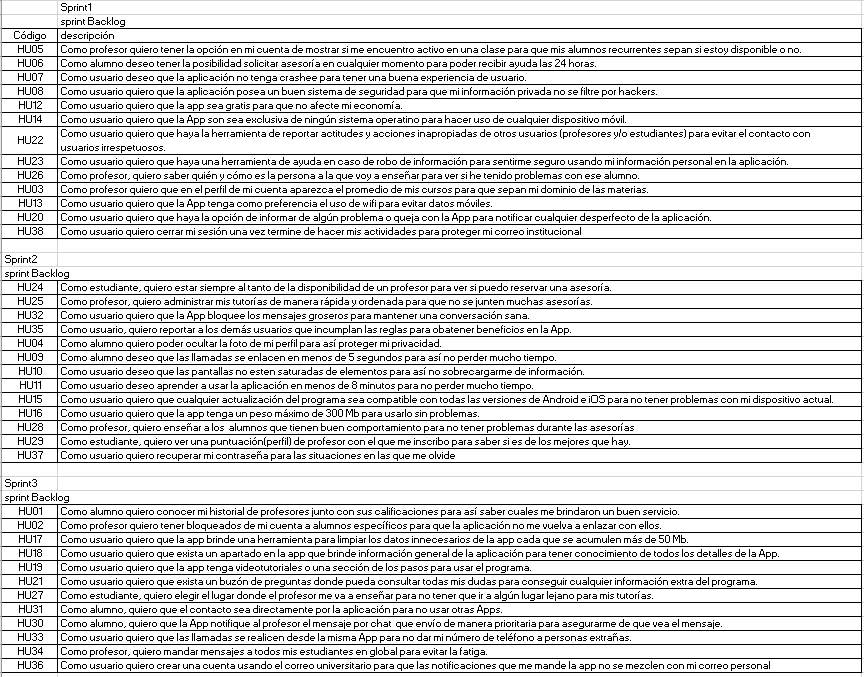 Sprint1
sprint Backlog
Código descripción
HU05 Como profesor quiero tener la opción en mi cuenta de mostrar si me encuentro activo en una clase para que mis alumnos recurrentes sepan si estoy disponible o no.
HU06 Como alumno deseo tener la posibilidad solicitar asesoría en cualquier momento para poder recibir ayuda las 24 horas.
HU07 Como usuario deseo que la aplicación no tenga crashee para tener una buena experiencia de usuario.
HU08 Como usuario quiero que la aplicación posea un buen sistema de seguridad para que mi información privada no se filtre por hackers.
HU12 Como usuario quiero que la app sea gratis para que no afecte mi economía.
HU14 Como usuario quiero que la App son sea exclusiva de ningún sistema operatino para hacer uso de cualquier dispositivo móvil.
HU22 Como usuario quiero que haya la herramienta de reportar actitudes y acciones inapropiadas de otros usuarios (profesores y/o estudiantes) para evitar el contacto con
usuarios irrespetuosos.
HU23 Como usuario quiero que haya una herramienta de ayuda en caso de robo de información para sentirme seguro usando mi información personal en la aplicación.
HU26 Como profesor, quiero saber quién y cómo es la persona a la que voy a enseñar para ver si he tenido problemas con ese alumno.
HU03 Como profesor quiero que en el perfil de mi cuenta aparezca el promedio de mis cursos para que sepan mi dominio de las materias.
HU13 Como usuario quiero que la App tenga como preferencia el uso de wifi para evitar datos móviles.
HU20 Como usuario quiero que haya la opción de informar de algún problema o queja con la App para notificar cualquier desperfecto de la aplicación.
HU38 Como usuario quiero cerrar mi sesión una vez termine de hacer mis actividades para proteger mi correo institucional
Sprint2
sprint Backlog
HU24 Como estudiante, quiero estar siempre al tanto de la disponibilidad de un profesor para ver si puedo reservar una asesoría.
HU25 Como profesor, quiero administrar mis tutorías de manera rápida y ordenada para que no se junten muchas asesorías.
HU32 Como usuario quiero que la App bloquee los mensajes groseros para mantener una conversación sana.
HU35 Como usuario, quiero reportar a los demás usuarios que incumplan las reglas para obatener beneficios en la App.
HU04 Como alumno quiero poder ocultar la foto de mi perfil para así proteger mi privacidad.
HU09 Como alumno deseo que las llamadas se enlacen en menos de 5 segundos para así no perder mucho tiempo.
HU10 Como usuario deseo que las pantallas no esten saturadas de elementos para así no sobrecargarme de información.
HU11 Como usuario deseo aprender a usar la aplicación en menos de 8 minutos para no perder mucho tiempo.
HU15 Como usuario quiero que cualquier actualización del programa sea compatible con todas las versiones de Android e iOS para no tener problemas con mi dispositivo actual.
HU16 Como usuario quiero que la app tenga un peso máximo de 300 Mb para usarlo sin problemas.
HU28 Como profesor, quiero enseñar a los alumnos que tienen buen comportamiento para no tener problemas durante las asesorías
HU29 Como estudiante, quiero ver una puntuación(perfil) de profesor con el que me inscribo para saber si es de los mejores que hay.
HU37 Como usuario quiero recuperar mi contraseña para las situaciones en las que me olvide
Sprint3
sprint Backlog
HU01 Como alumno quiero conocer mi historial de profesores junto con sus calificaciones para así saber cuales me brindaron un buen servicio.
HU02 Como profesor quiero tener bloqueados de mi cuenta a alumnos específicos para que la aplicación no me vuelva a enlazar con ellos.
HU17 Como usuario quiero que la app brinde una herramienta para limpiar los datos innecesarios de la app cada que se acumulen más de 50 Mb.
HU18 Como usuario quiero que exista un apartado en la app que brinde información general de la aplicación para tener conocimiento de todos los detalles de la App.
HU19 Como usuario quiero que la app tenga videotutoriales o una sección de los pasos para usar el programa.
HU21 Como usuario quiero que exista un buzón de preguntas donde pueda consultar todas mis dudas para conseguir cualquier información extra del programa.
HU27 Como estudiante, quiero elegir el lugar donde el profesor me va a enseñar para no tener que ir a algún lugar lejano para mis tutorías.
HU31 Como alumno, quiero que el contacto sea directamente por la aplicación para no usar otras Apps.
HU30 Como alumno, quiero que la App notifique al profesor el mensaje por chat que envío de manera prioritaria para asegurarme de que vea el mensaje.
HU33 Como usuario quiero que las llamadas se realicen desde la misma App para no dar mi número de teléfono a personas extrañas.
HU34 Como profesor, quiero mandar mensajes a todos mis estudiantes en global para evitar la fatiga.
HU36 Como usuario quiero crear una cuenta usando el correo universitario para que las notificaciones que me mande la app no se mezclen con mi correo personal